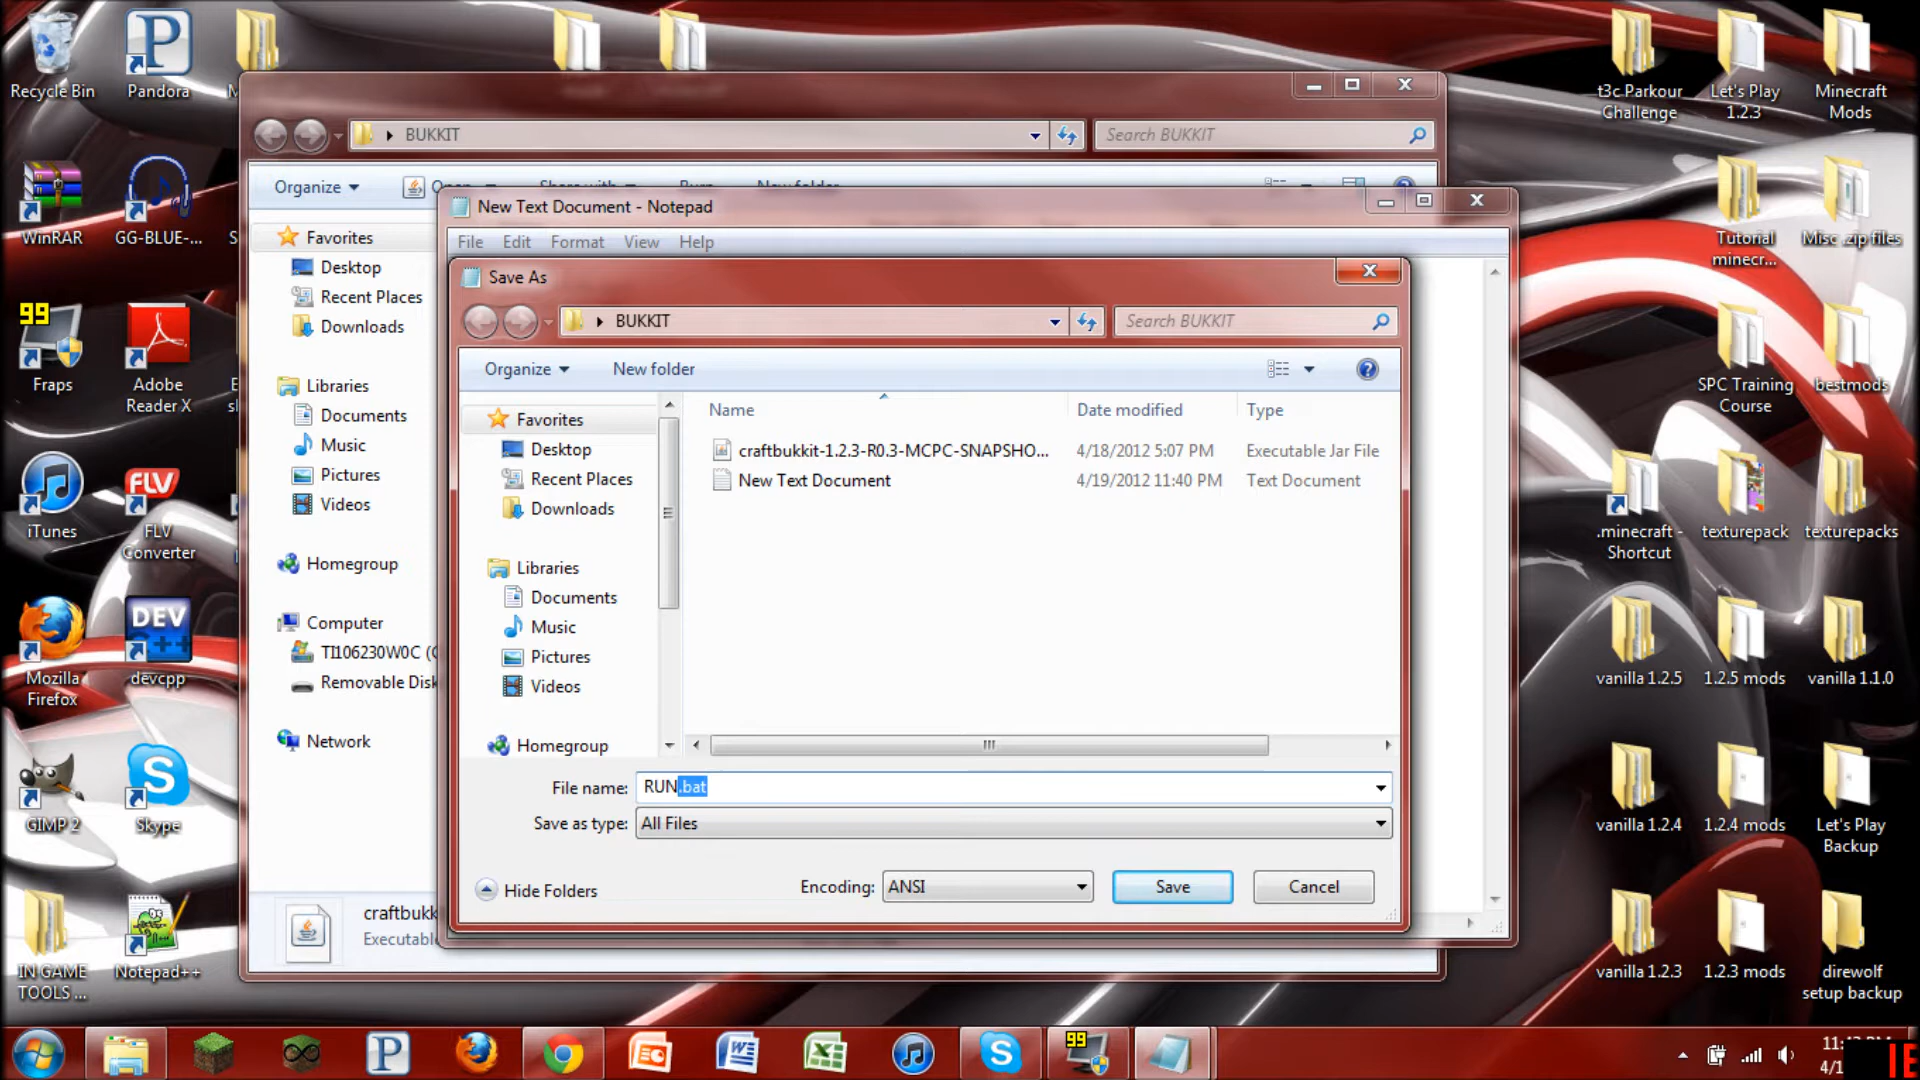 Recycle Bin
Pandora
t3c Parkour
Challenge
Let's Play
1.2.3
Minecraft
Mods
BUKKIT
Search BUKKIT
Organize
Share with
Burn
New folder
New Text Document - Notepad
File Edit Format View Help
Save As
BUKKIT
Search BUKKIT
Organize
New folder
Name
Date modified
Type
craftbukkit-1.2.3-R0.3-MCPC-SNAPSHO...
4/18/2012 5:07 PM
Executable Jar File
New Text Document
4/19/2012 11:40 PM
Text Document
Favorites
Desktop
Recent Places
Downloads
Libraries
Documents
Music
Pictures
Videos
Homegroup
File name:
RUN.bat
Save as type:
All Files
Hide Folders
Encoding:
ANSI
Save
Cancel
Favorites
Desktop
Recent Places
Downloads
Libraries
Documents
Music
Pictures
Videos
Homegroup
Computer
TI106230W0C (C
Removable Disk
Network
craftbukk
Executabl
WinRAR
GG-BLUE-...
99
Fraps
Adobe
Reader X
iTunes
FLV
FLV
Converter
Mozilla
Firefox
DEV
C++
devcpp
GIMP 2
Skype
IN GAME
TOOLS ...
Notepad++
Tutorial
minecr...
Misc .zip files
SPC Training
Course
bestmods
.minecraft -
Shortcut
texturepack
texturepacks
vanilla 1.2.5
1.2.5 mods
vanilla 1.1.0
vanilla 1.2.4
1.2.4 mods
Let's Play
Backup
vanilla 1.2.3
1.2.3 mods
direwolf
setup backup
99